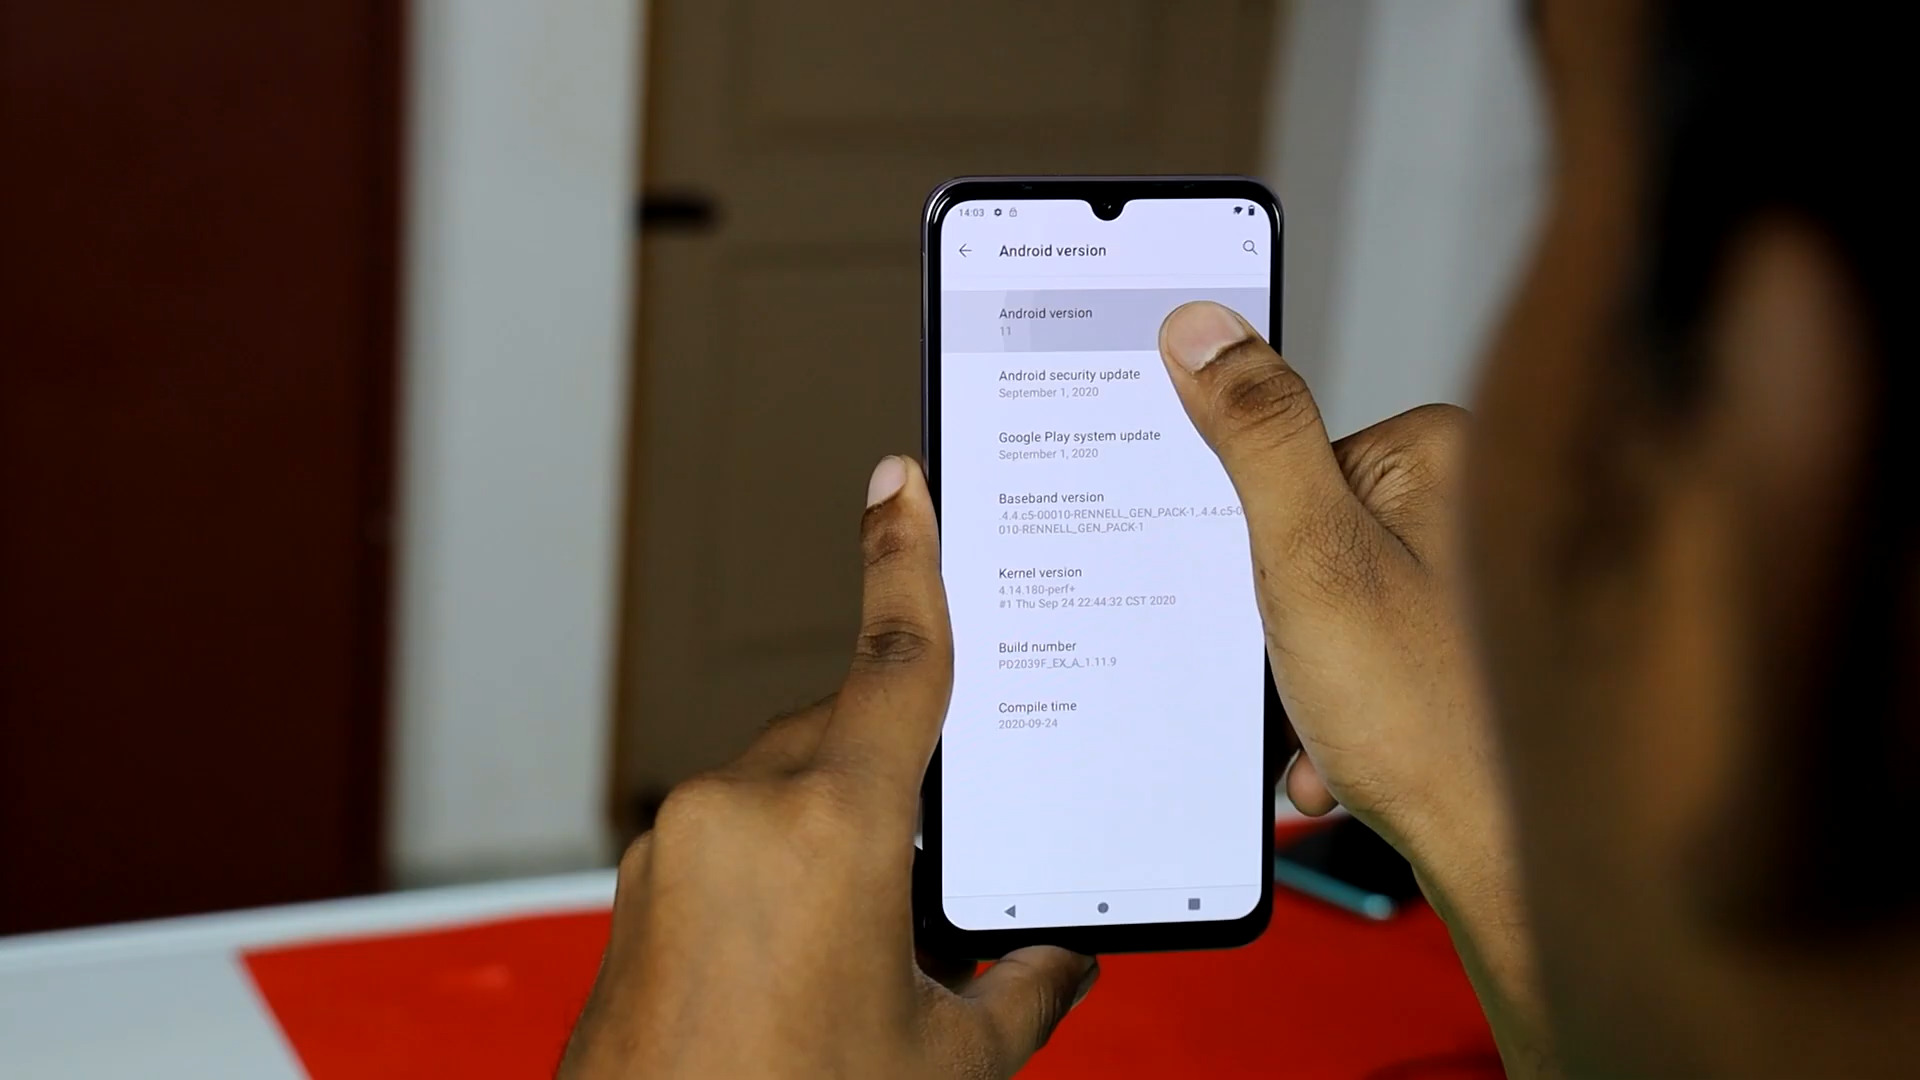 14:03
Android version
Android version
11
Android security update
September 1, 2020
Google Play system update
September 1, 2020
Baseband version
.4.4.c5-00010-RENNELL_GEN_PACK-1,.4.4.c5-0
010-RENNELL_GEN_PACK-1
Kernel version
4.14.180-perf+
#1 Thu Sep 24 22:44:32 CST 2020
Build number
PD2039F_EX_A_1.11.9
Compile time
2020-09-24